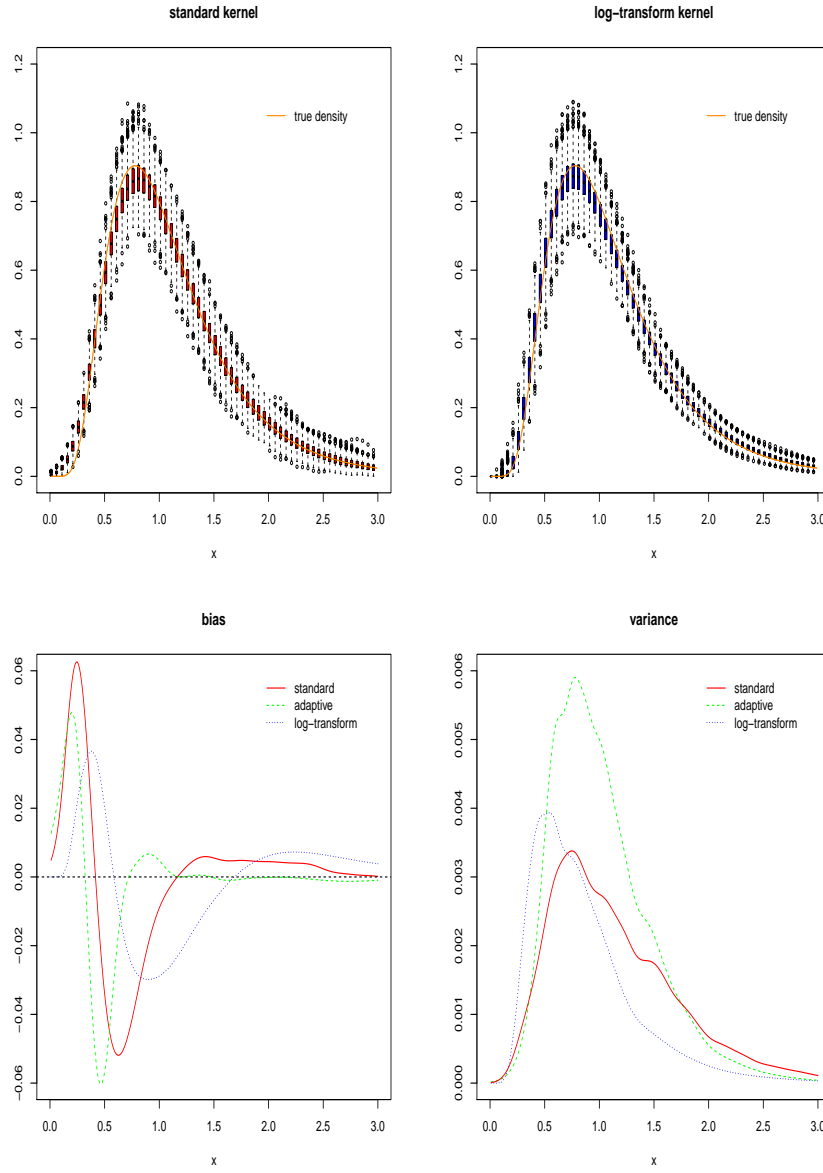 standard kernel
1.2
1.0
0.8
0.6
0.4
0.2
0.0
true density
0.0 0.5 1.0 1.5 2.0 2.5 3.0
x
log−transform kernel
1.2
1.0
0.8
0.6
0.4
0.2
0.0
true density
0.0 0.5 1.0 1.5 2.0 2.5 3.0
x
bias
0.06
0.04
0.02
0.00
−0.02
−0.04
−0.06
standard
adaptive
log−transform
0.0 0.5 1.0 1.5 2.0 2.5 3.0
x
variance
0.006
0.005
0.004
0.003
0.002
0.001
0.000
standard
adaptive
log−transform
0.0 0.5 1.0 1.5 2.0 2.5 3.0
x